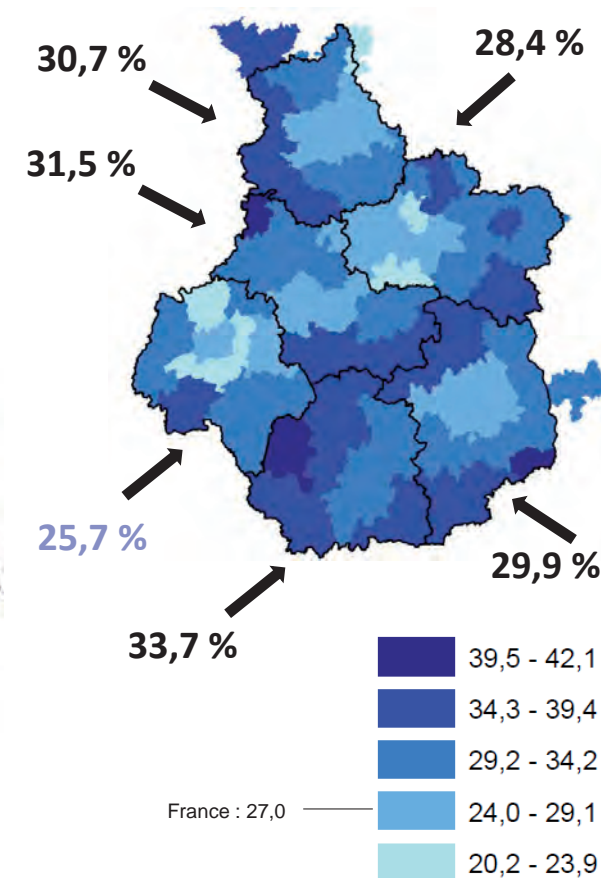 28,4 %
30,7 %
31,5 %
25,7 %
29,9 %
33,7 %
39,5 - 42,1
34,3 - 39,4
29,2 - 34,2
France : 27,0
24,0 - 29,1
20,2 - 23,9